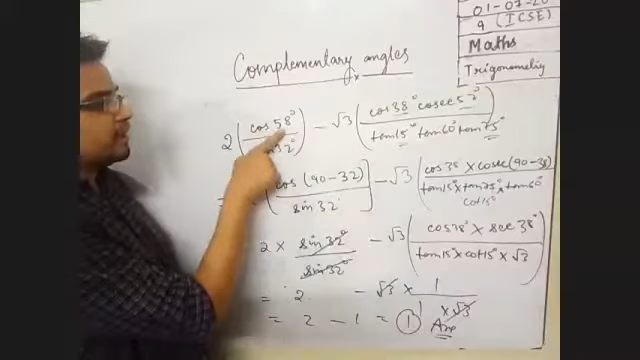 01-07-20
9 (ICSE)
Maths
Trigonometry
Complementary angles
2 (cos 58° / sin 32°) - √3 (cos 38° cosec 52° / tan 15° tan 60° tan 75°)
= (cos (90 - 32) / sin 32) - √3 (cos 38° × cosec (90 - 38) / tan 15° × tan 75° × tan 60°)
cot 15°
2 × sin 32° / sin 32° - √3 (cos 38° × sec 38° / tan 15° × cot 15° × √3)
= 2 - √3 × 1 / 1 × √3
= 2 - 1 = 1 Ans